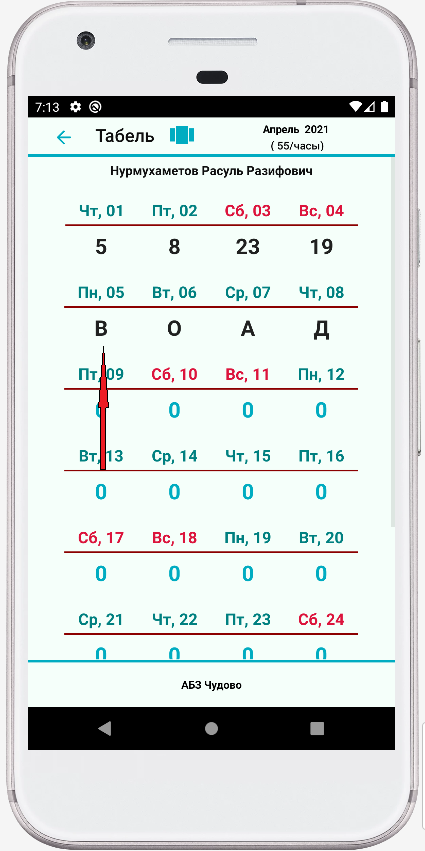 7:13
Табель
Апрель 2021
( 55/часы)
Нурмухаметов Расуль Разифович
Чт, 01 Пт, 02 Сб, 03 Вс, 04
5 8 23 19
Пн, 05 Вт, 06 Ср, 07 Чт, 08
В О А Д
Пт, 09 Сб, 10 Вс, 11 Пн, 12
0 0 0 0
Вт, 13 Ср, 14 Чт, 15 Пт, 16
0 0 0 0
Сб, 17 Вс, 18 Пн, 19 Вт, 20
0 0 0 0
Ср, 21 Чт, 22 Пт, 23 Сб, 24
0 0 0 0
АБЗ Чудово